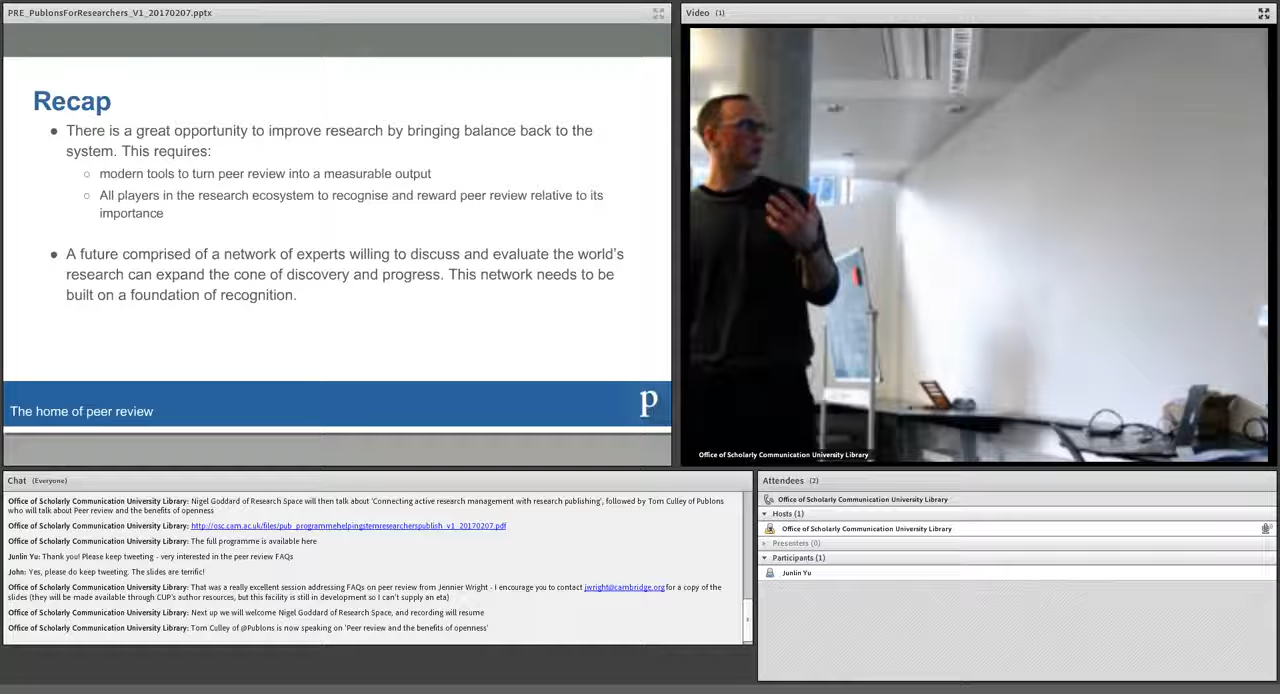 PRE_PublonsForResearchers_V1_20170207.pptx
Recap
● There is a great opportunity to improve research by bringing balance back to the
system. This requires:
○ modern tools to turn peer review into a measurable output
○ All players in the research ecosystem to recognise and reward peer review relative to its
importance
● A future comprised of a network of experts willing to discuss and evaluate the world's
research can expand the cone of discovery and progress. This network needs to be
built on a foundation of recognition.
The home of peer review
p
Video (1)
Office of Scholarly Communication University Library
Chat (Everyone)
Office of Scholarly Communication University Library: Nigel Goddard of Research Space will then talk about 'Connecting active research management with research publishing', followed by Tom Culley of Publons
who will talk about Peer review and the benefits of openness
Office of Scholarly Communication University Library: http://osc.cam.ac.uk/files/pub_programmehelpingstemresearcherspublish_v1_20170207.pdf
Office of Scholarly Communication University Library: The full programme is available here
Junlin Yu: Thank you! Please keep tweeting - very interested in the peer review FAQs
John: Yes, please do keep tweeting. The slides are terrific!
Office of Scholarly Communication University Library: That was a really excellent session addressing FAQs on peer review from Jennier Wright - I encourage you to contact jwright@cambridge.org for a copy of the
slides (they will be made available through CUP's author resources, but this facility is still in development so I can't supply an eta)
Office of Scholarly Communication University Library: Next up we will welcome Nigel Goddard of Research Space, and recording will resume
Office of Scholarly Communication University Library: Tom Culley of @Publons is now speaking on 'Peer review and the benefits of openness'
Attendees (2)
Office of Scholarly Communication University Library
Hosts (1)
Office of Scholarly Communication University Library
Presenters (0)
Participants (1)
Junlin Yu